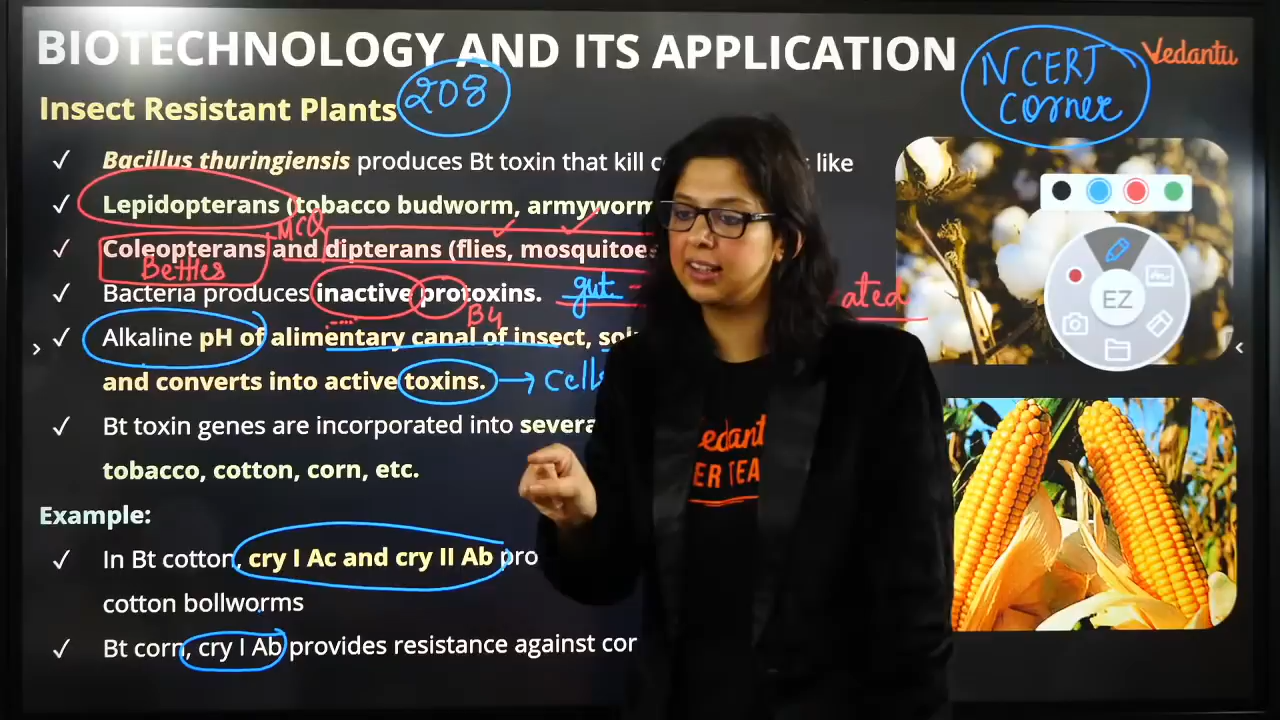 BIOTECHNOLOGY AND ITS APPLICATION
NCERT
Corner
Vedantu
Insect Resistant Plants
208
✓ Bacillus thuringiensis produces Bt toxin that kill like
✓ Lepidopterans (tobacco budworm, armyworm
MCQ
✓ Coleopterans and dipterans (flies, mosquitoes
Bettles
✓ Bacteria produces inactive protoxins. gut
By
✓ Alkaline pH of alimentary canal of insect,
and converts into active toxins. → cells
✓ Bt toxin genes are incorporated into
tobacco, cotton, corn, etc.
Example:
✓ In Bt cotton, cry I Ac and cry II Ab
cotton bollworms
✓ Bt corn, cry I Ab provides resistance against
EZ